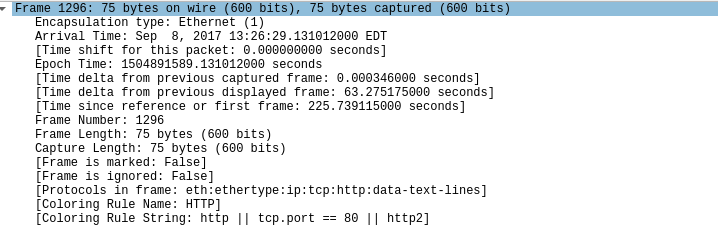 Frame 1296: 75 bytes on wire (600 bits), 75 bytes captured (600 bits)
Encapsulation type: Ethernet (1)
Arrival Time: Sep  8, 2017 13:26:29.131012000 EDT
[Time shift for this packet: 0.000000000 seconds]
Epoch Time: 1504891589.131012000 seconds
[Time delta from previous captured frame: 0.000346000 seconds]
[Time delta from previous displayed frame: 63.275175000 seconds]
[Time since reference or first frame: 225.739115000 seconds]
Frame Number: 1296
Frame Length: 75 bytes (600 bits)
Capture Length: 75 bytes (600 bits)
[Frame is marked: False]
[Frame is ignored: False]
[Protocols in frame: eth:ethertype:ip:tcp:http:data-text-lines]
[Coloring Rule Name: HTTP]
[Coloring Rule String: http || tcp.port == 80 || http2]